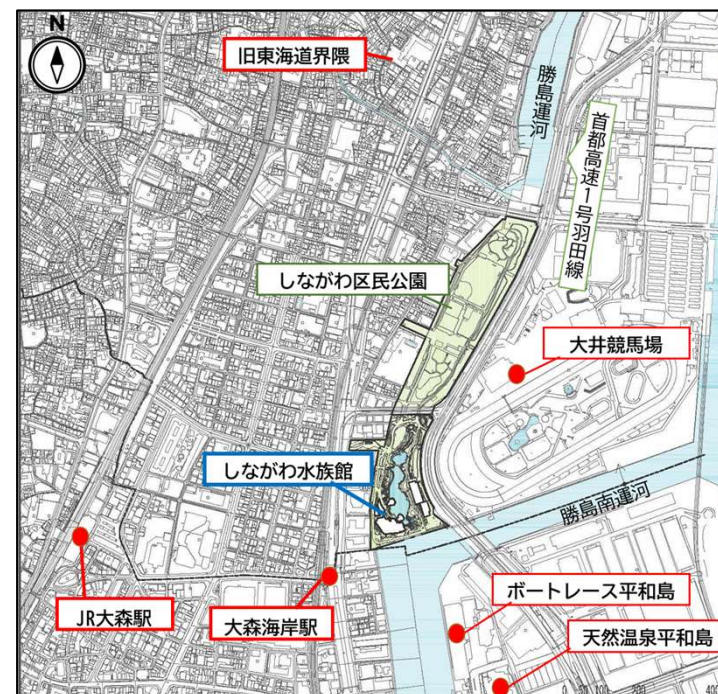 N
旧東海道界隈
勝島運河
首都高速1号羽田線
しながわ区民公園
大井競馬場
しながわ水族館
勝島南運河
JR大森駅
大森海岸駅
ボートレース平和島
天然温泉平和島